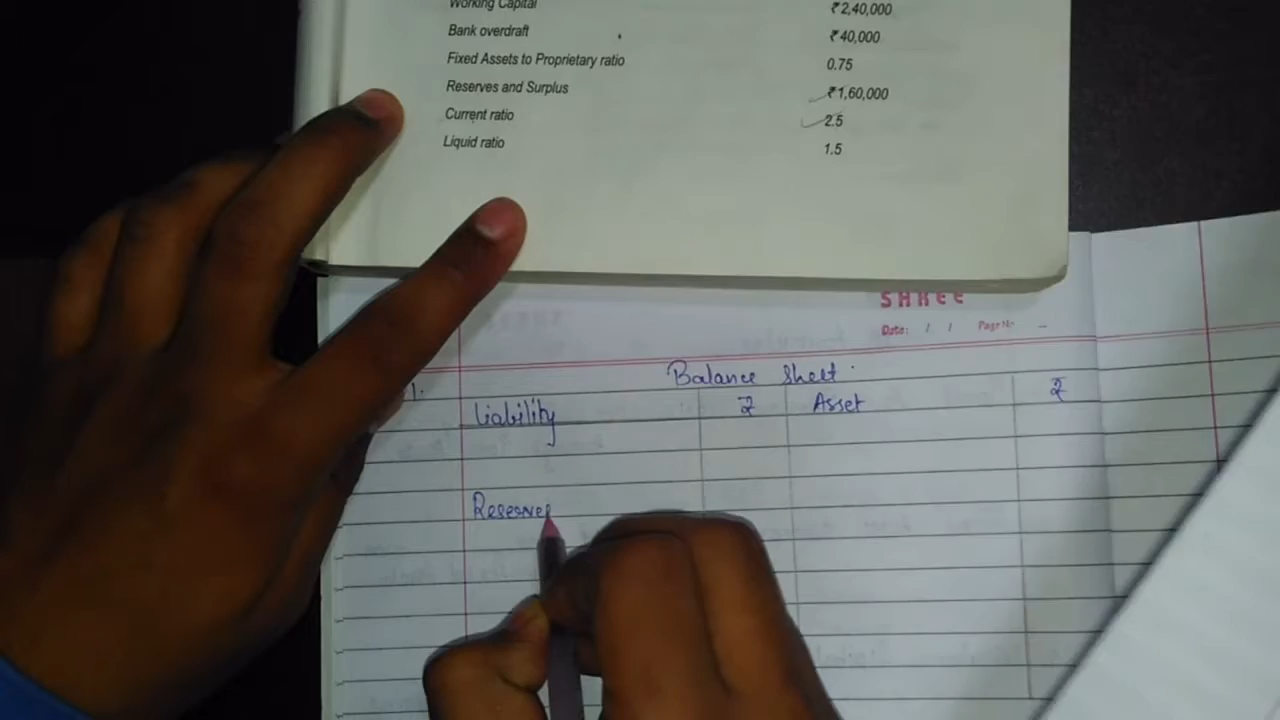 Working Capital ₹2,40,000
Bank overdraft ₹40,000
Fixed Assets to Proprietary ratio 0.75
Reserves and Surplus ₹1,60,000
Current ratio 2.5
Liquid ratio 1.5
SHREE
Date: / / Page No.
Balance Sheet
1.
Liability ₹ Asset ₹
Reserves